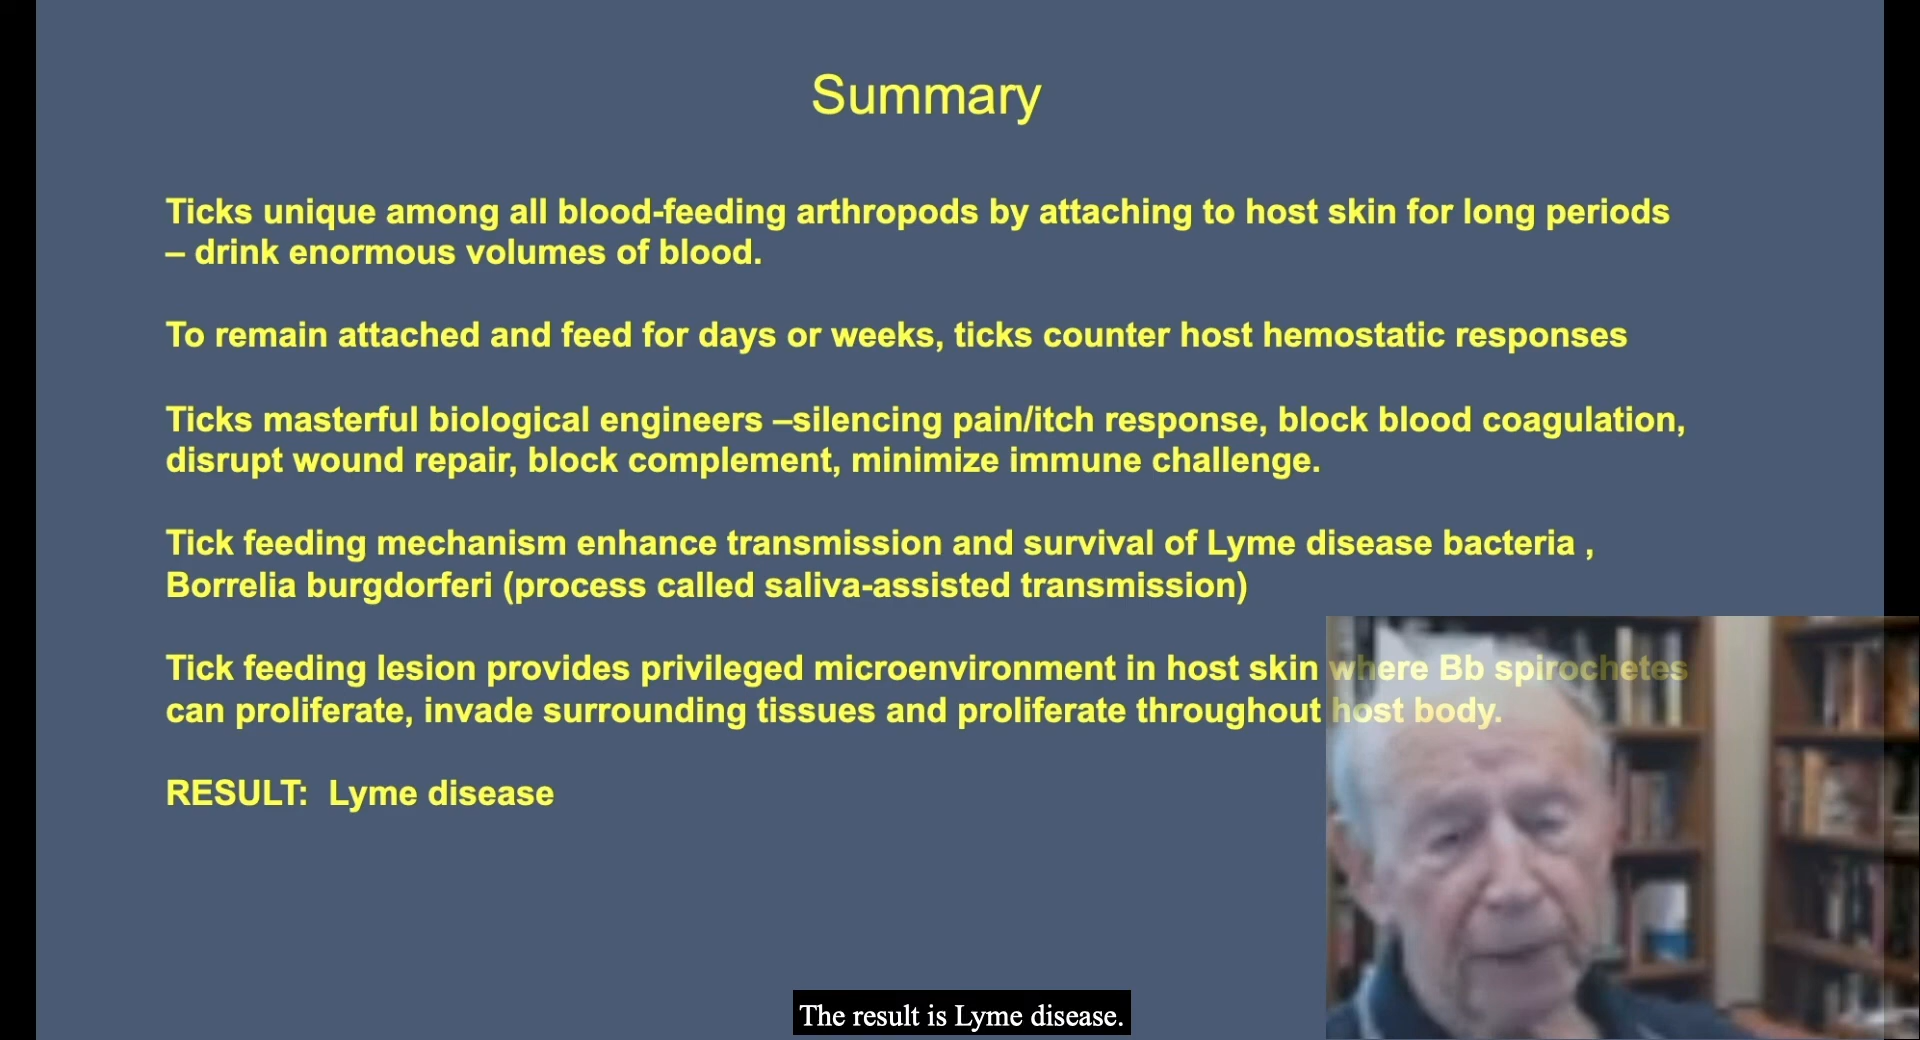 Summary
Ticks unique among all blood-feeding arthropods by attaching to host skin for long periods
– drink enormous volumes of blood.
To remain attached and feed for days or weeks, ticks counter host hemostatic responses
Ticks masterful biological engineers –silencing pain/itch response, block blood coagulation,
disrupt wound repair, block complement, minimize immune challenge.
Tick feeding mechanism enhance transmission and survival of Lyme disease bacteria ,
Borrelia burgdorferi (process called saliva-assisted transmission)
Tick feeding lesion provides privileged microenvironment in host skin where Bb spirochetes
can proliferate, invade surrounding tissues and proliferate throughout host body.
RESULT:  Lyme disease
The result is Lyme disease.